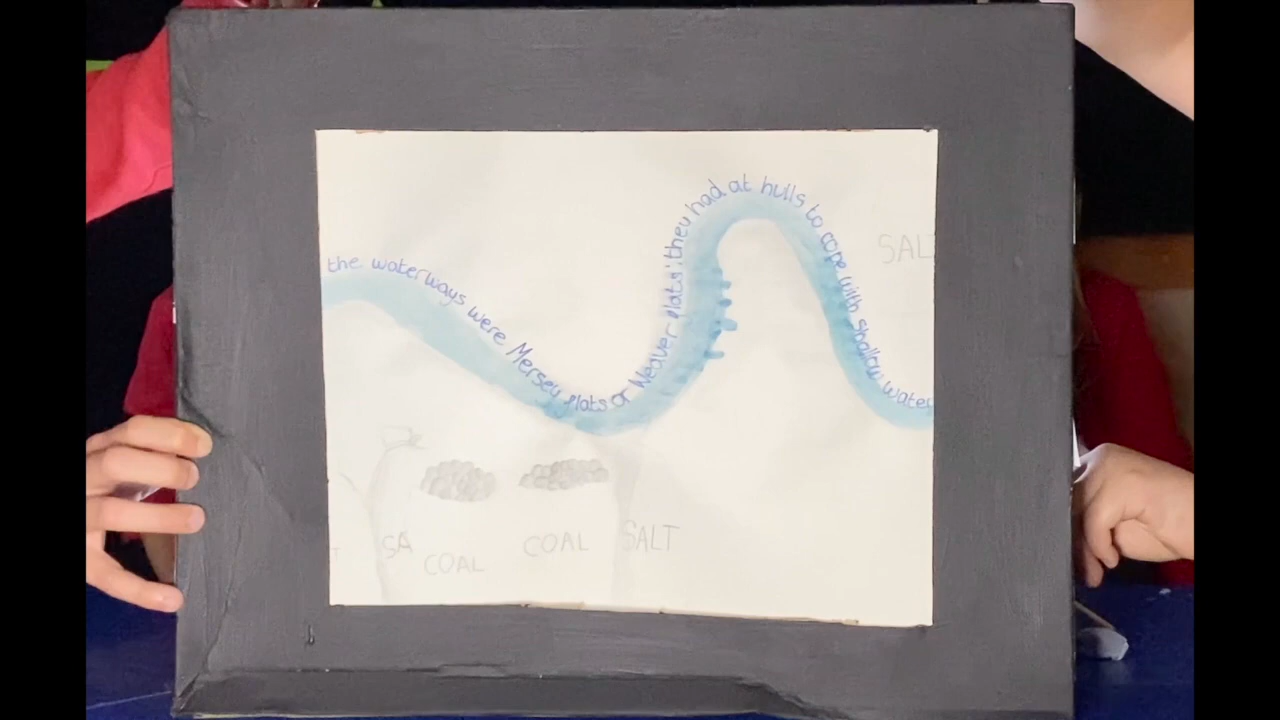 the waterways were Mersey flats or Weaver flats: they had at hulls to cope with shallow water
SALT
SA
COAL
COAL
SALT
T